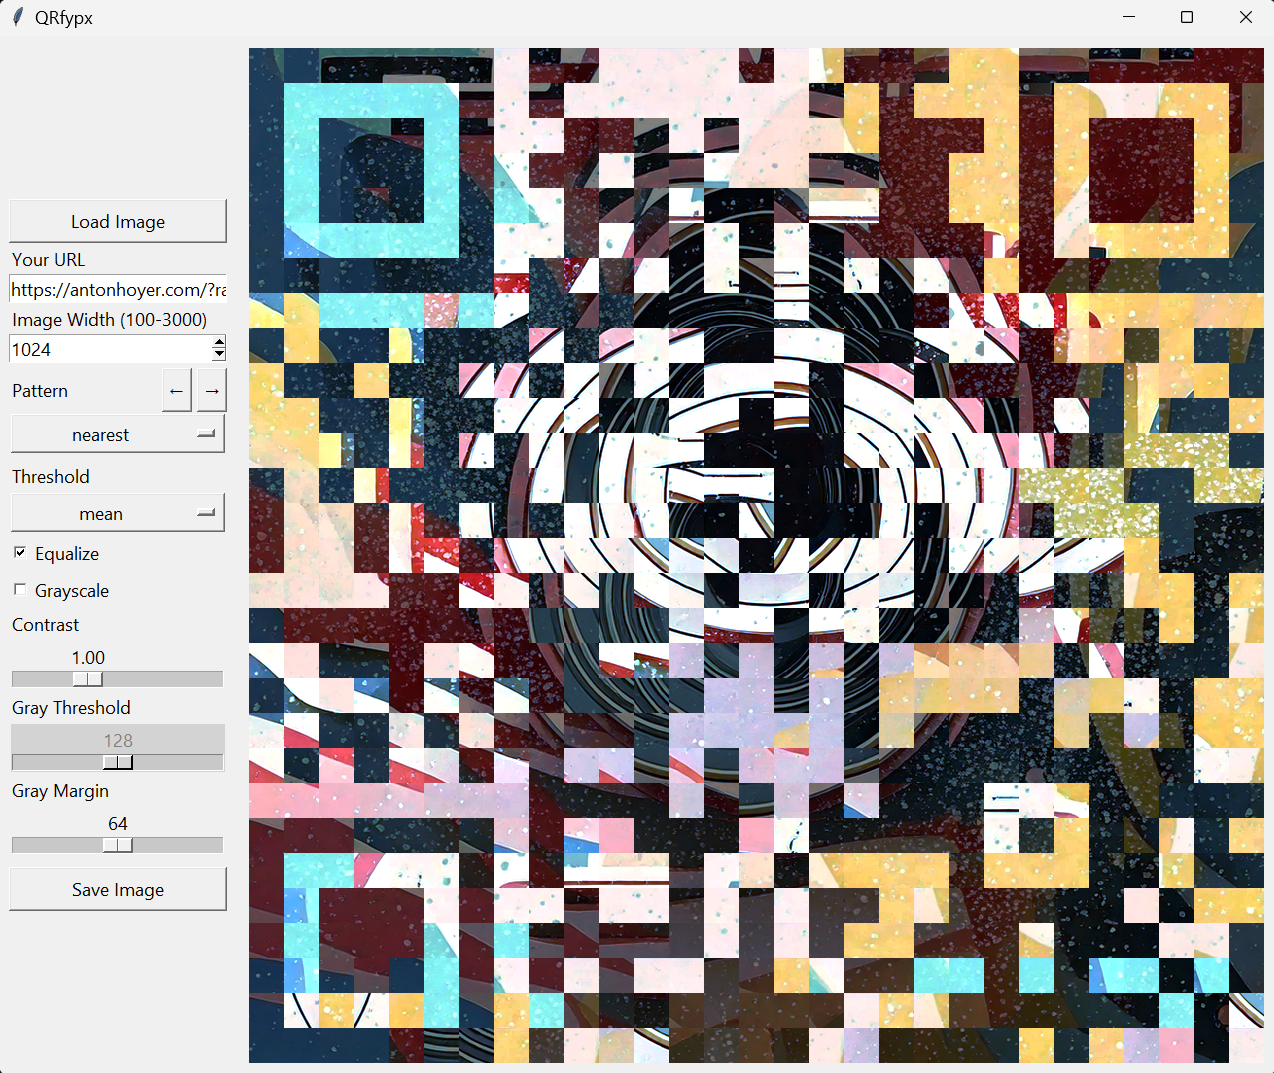 QRfypx
Load Image
Your URL
https://antonhoyer.com/?ra
Image Width (100-3000)
1024
Pattern
← →
nearest
Threshold
mean
Equalize
Grayscale
Contrast
1.00
Gray Threshold
128
Gray Margin
64
Save Image